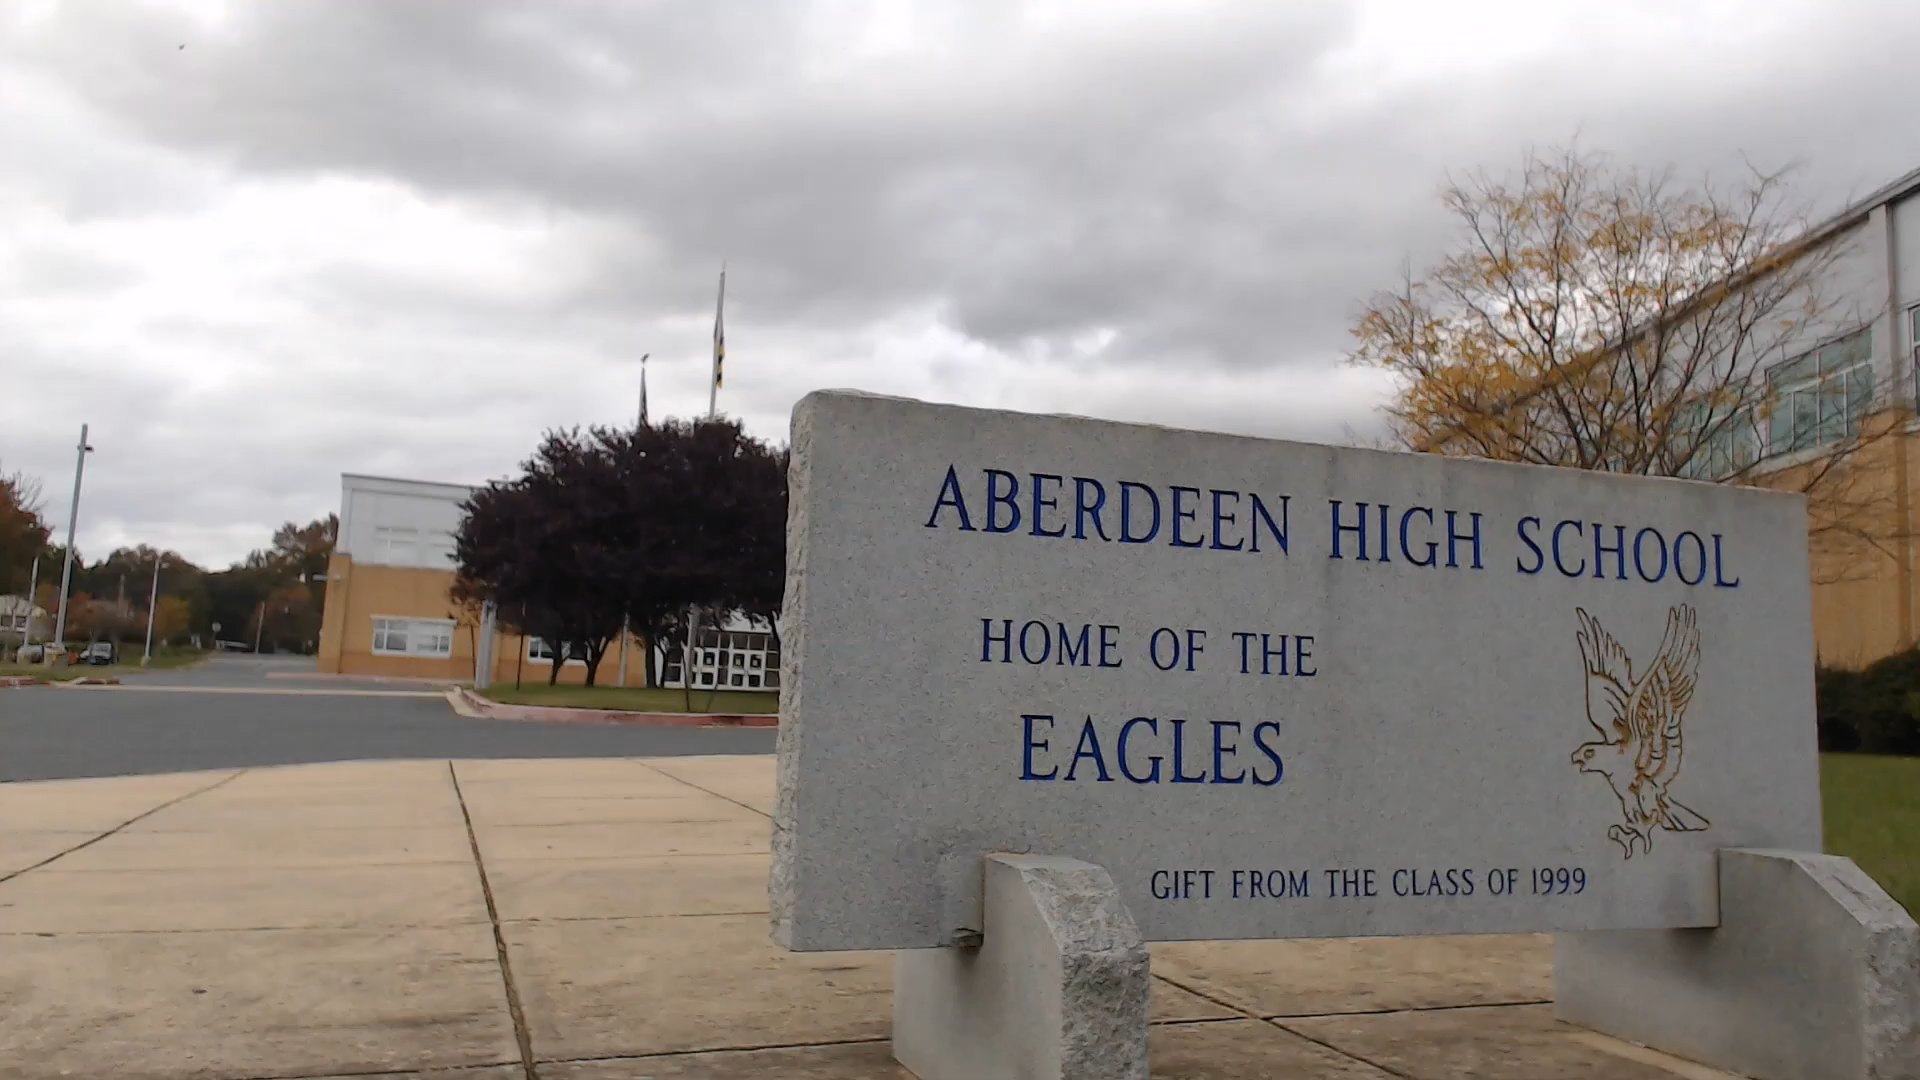 ABERDEEN HIGH SCHOOL
HOME OF THE
EAGLES
GIFT FROM THE CLASS OF 1999